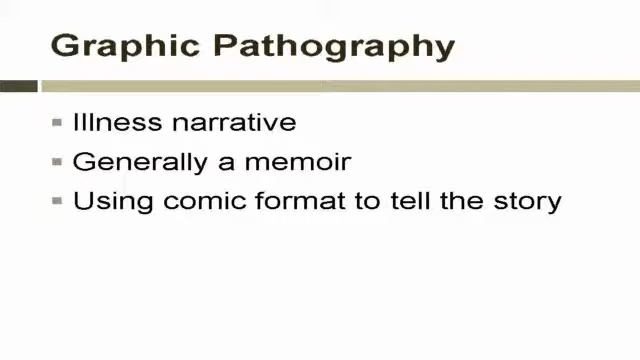 Graphic Pathography
Illness narrative
Generally a memoir
Using comic format to tell the story